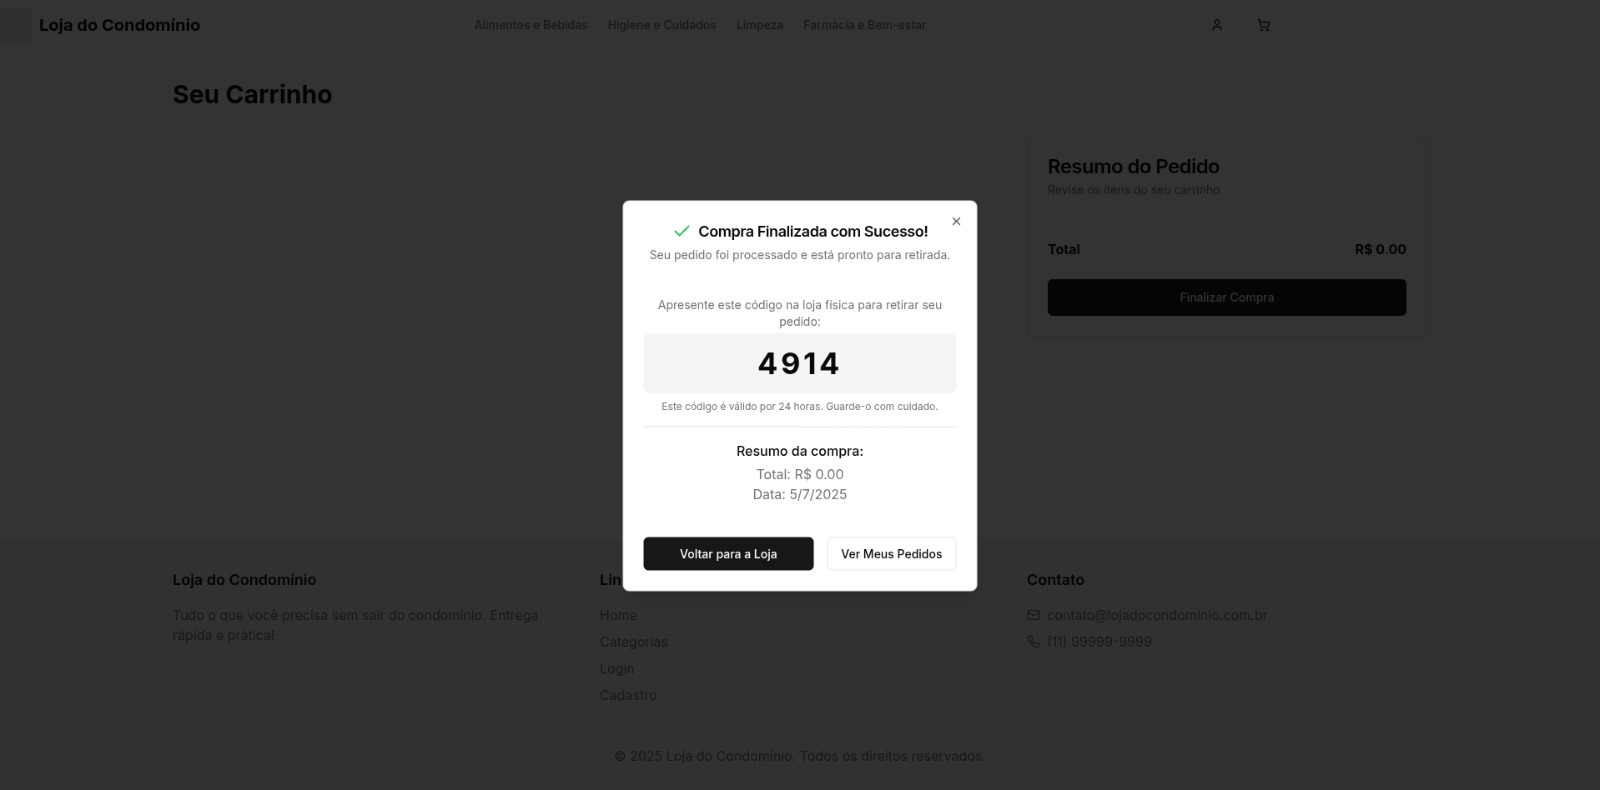 Loja do Condomínio
Alimentos e Bebidas
Higiene e Cuidados
Limpeza
Farmácia e Bem-estar
Seu Carrinho
Resumo do Pedido
Revise os itens do seu carrinho
Total
R$ 0.00
Finalizar Compra
Compra Finalizada com Sucesso!
Seu pedido foi processado e está pronto para retirada.
Apresente este código na loja física para retirar seu
pedido:
4914
Este código é válido por 24 horas. Guarde-o com cuidado.
Resumo da compra:
Total: R$ 0.00
Data: 5/7/2025
Voltar para a Loja
Ver Meus Pedidos
Loja do Condomínio
Tudo o que você precisa sem sair do condomínio. Entrega
rápida e prática!
Lin
Home
Categorias
Login
Cadastro
Contato
contato@lojadocondominio.com.br
(11) 99999-9999
© 2025 Loja do Condomínio. Todos os direitos reservados.